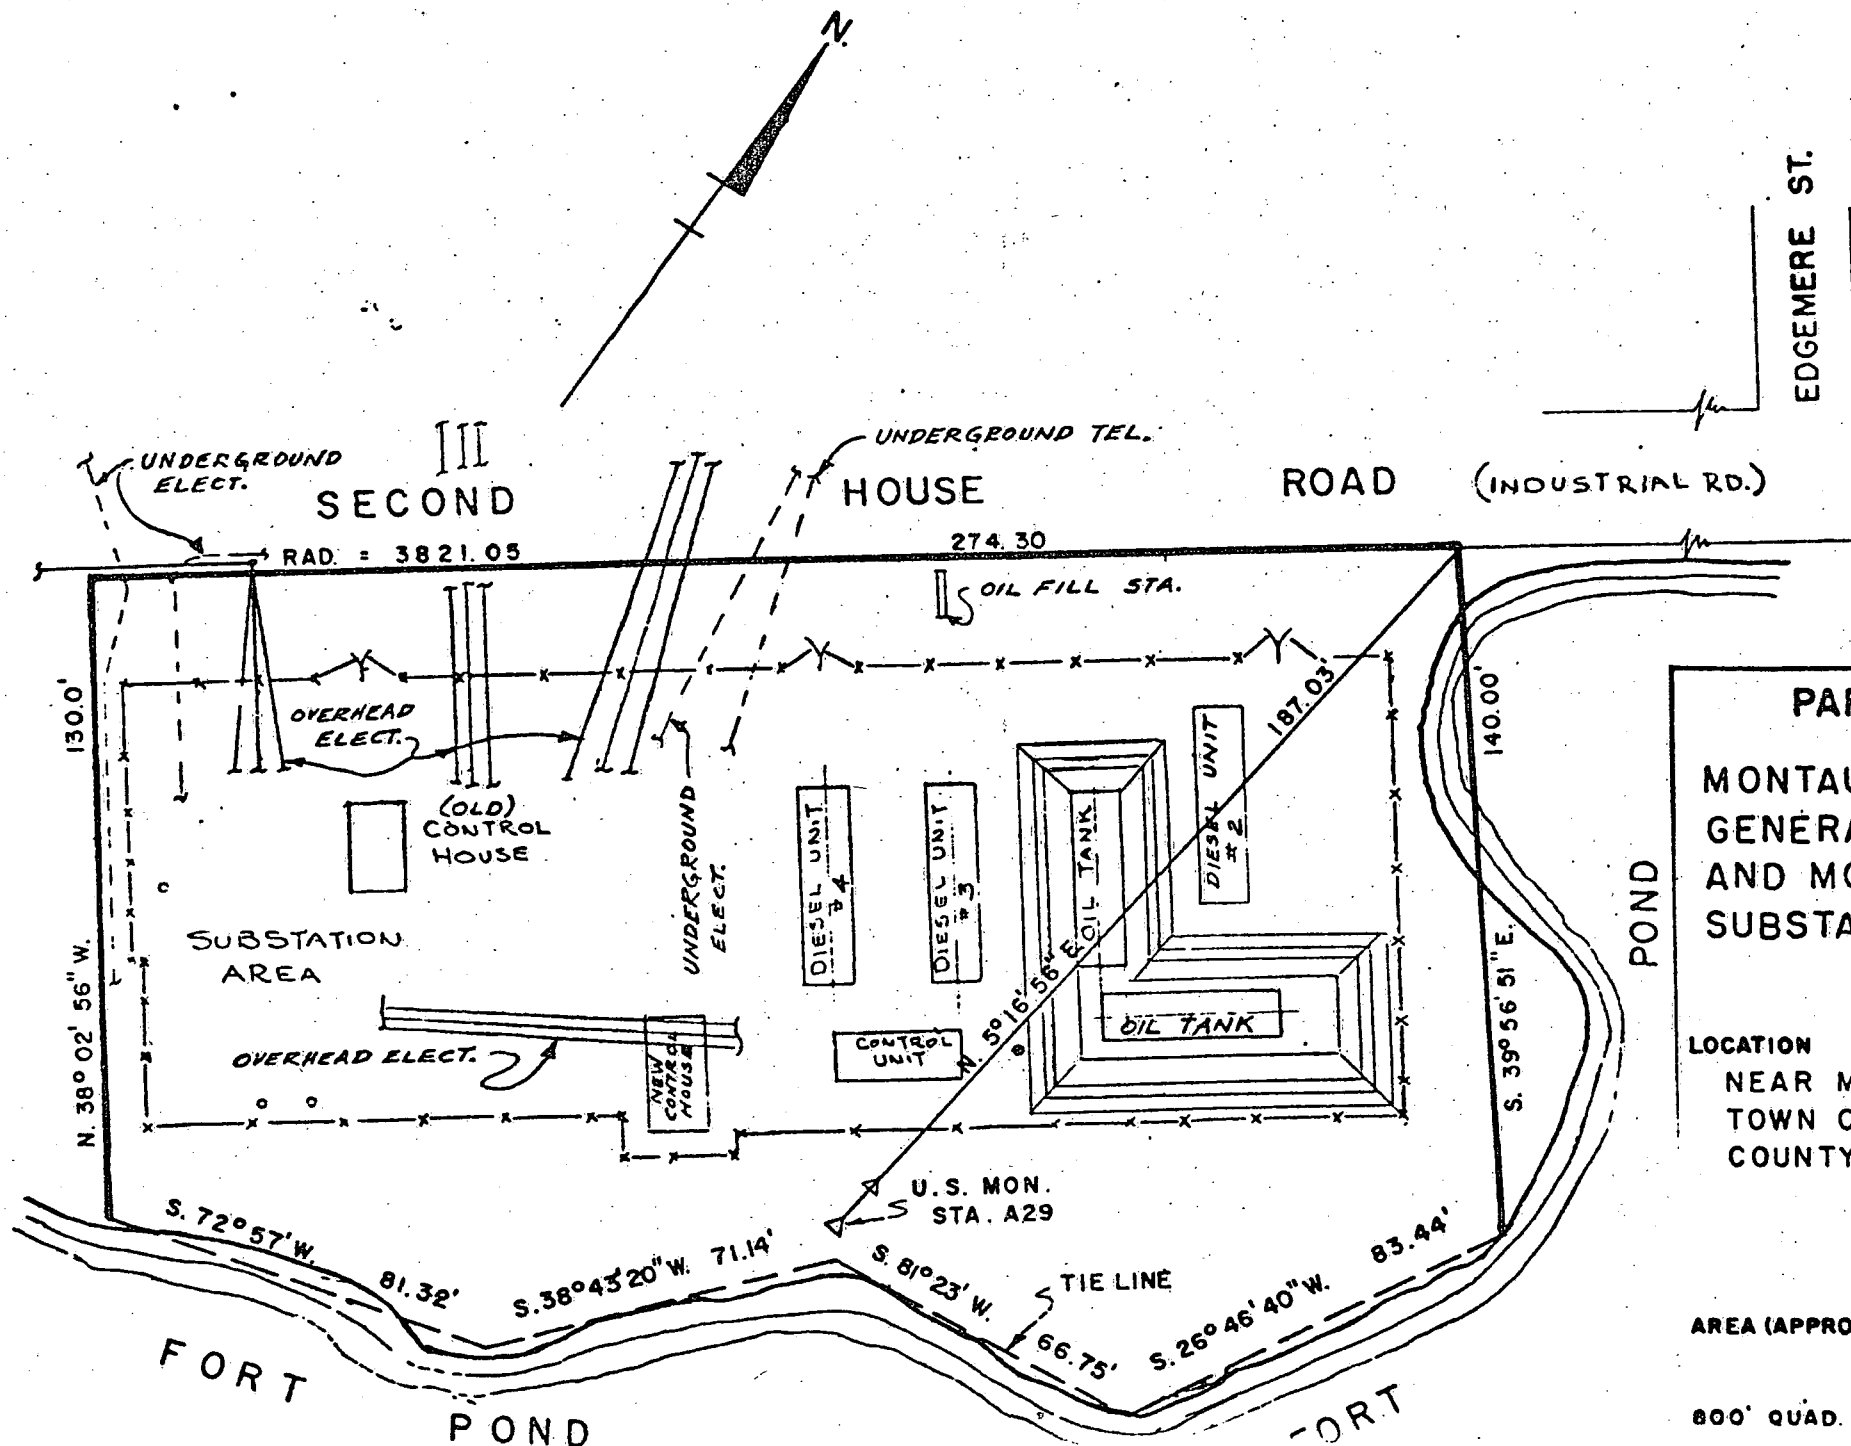 N.
EDGEMERE ST.
UNDERGROUND
ELECT.
UNDERGROUND TEL.
SECOND HOUSE ROAD (INDUSTRIAL RD.)
RAD. = 3821.05
274.30
OIL FILL STA.
130.0'
N. 38° 02' 56" W.
OVERHEAD
ELECT.
(OLD)
CONTROL
HOUSE
UNDERGROUND
ELECT.
DIESEL UNIT
#4
DIESEL UNIT
#3
OIL TANK
DIESEL UNIT
#2
187.03'
N. 5° 16' 56" E.
140.00'
S. 39° 56' 51" E.
POND
SUBSTATION
AREA
OVERHEAD ELECT.
NEW
CONTROL
HOUSE
CONTROL
UNIT
OIL TANK
U.S. MON.
STA. A29
S. 72° 57' W.
81.32'
S. 38° 43' 20" W. 71.14'
S. 81° 23' W.
66.75'
TIE LINE
S. 26° 46' 40" W.
83.44'
FORT
POND
FORT
PAR
MONTAU
GENERA
AND MO
SUBSTA
LOCATION
NEAR M
TOWN O
COUNTY
AREA (APPRO
800' QUAD.